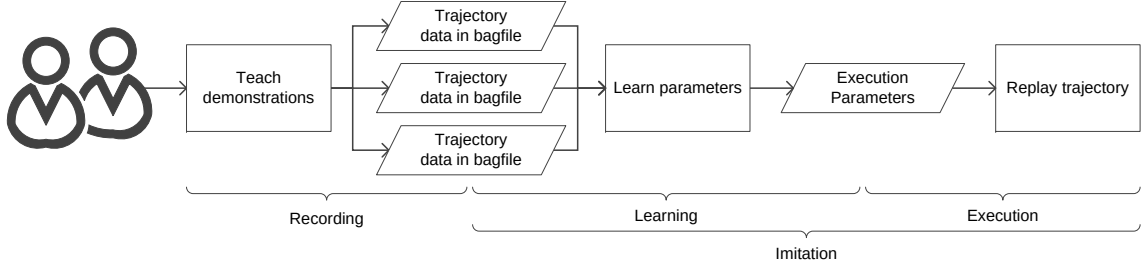 Teach
demonstrations
Trajectory
data in bagfile
Trajectory
data in bagfile
Trajectory
data in bagfile
Learn parameters
Execution
Parameters
Replay trajectory
Recording
Learning
Execution
Imitation